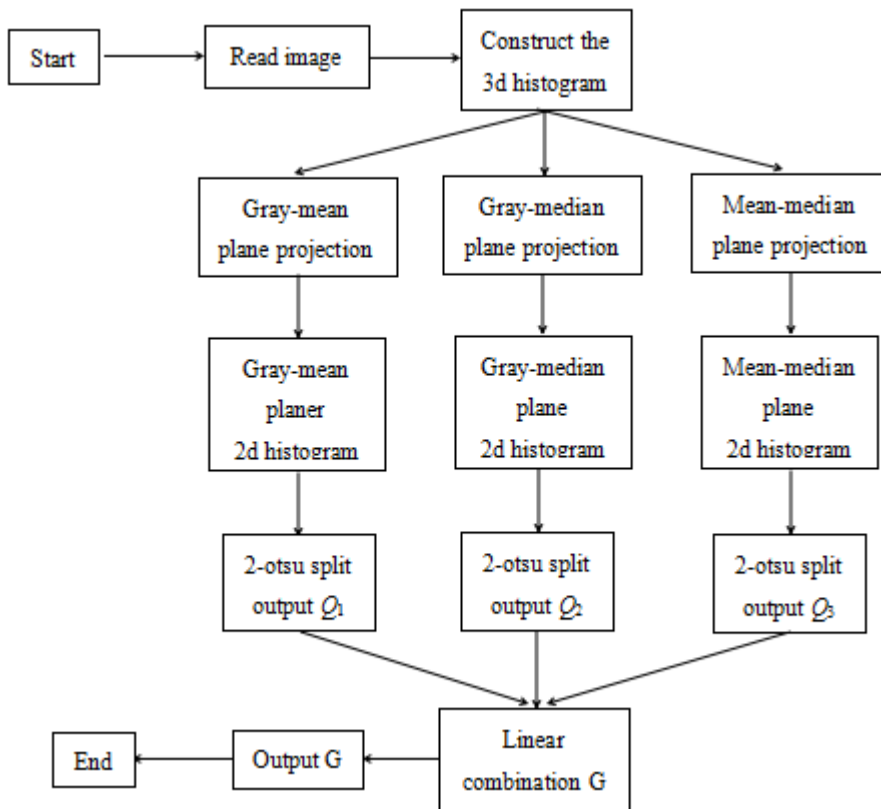 Start
Read image
Construct the
3d histogram
Gray-mean
plane projection
Gray-median
plane projection
Mean-median
plane projection
Gray-mean
planer
2d histogram
Gray-median
plane
2d histogram
Mean-median
plane
2d histogram
2-otsu split
output Q1
2-otsu split
output Q2
2-otsu split
output Q3
Linear
combination G
Output G
End